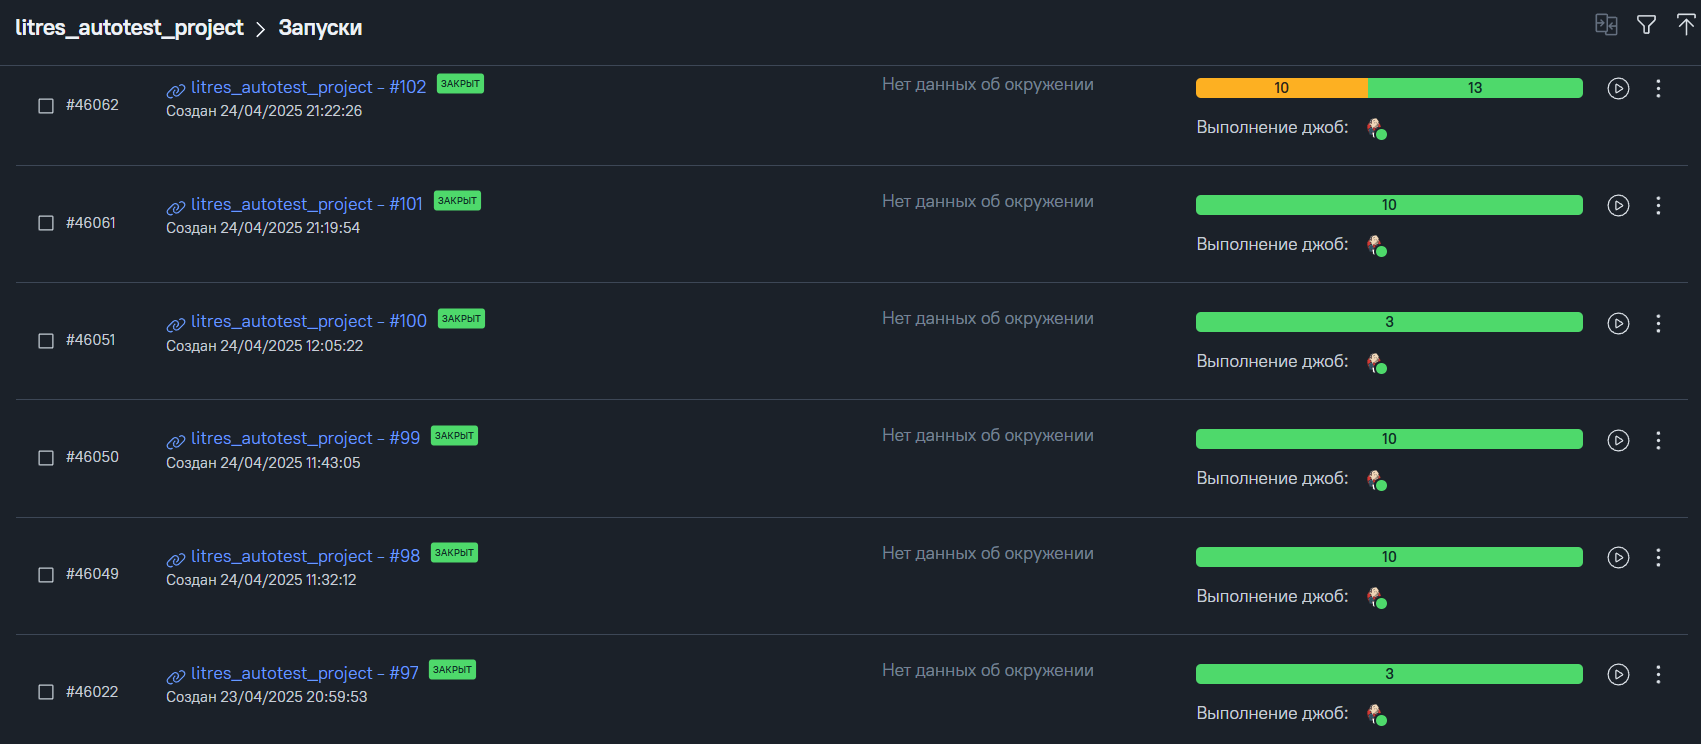 litres_autotest_project > Запуски
#46062
litres_autotest_project - #102 ЗАКРЫТ
Создан 24/04/2025 21:22:26
Нет данных об окружении
10 13
Выполнение джоб:
#46061
litres_autotest_project - #101 ЗАКРЫТ
Создан 24/04/2025 21:19:54
Нет данных об окружении
10
Выполнение джоб:
#46051
litres_autotest_project - #100 ЗАКРЫТ
Создан 24/04/2025 12:05:22
Нет данных об окружении
3
Выполнение джоб:
#46050
litres_autotest_project - #99 ЗАКРЫТ
Создан 24/04/2025 11:43:05
Нет данных об окружении
10
Выполнение джоб:
#46049
litres_autotest_project - #98 ЗАКРЫТ
Создан 24/04/2025 11:32:12
Нет данных об окружении
10
Выполнение джоб:
#46022
litres_autotest_project - #97 ЗАКРЫТ
Создан 23/04/2025 20:59:53
Нет данных об окружении
3
Выполнение джоб: